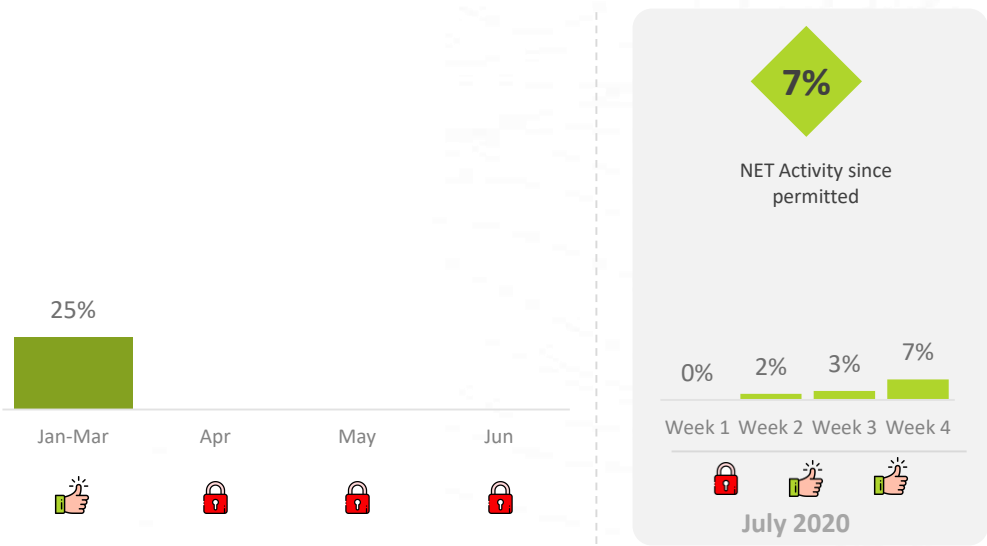 25%
Jan-Mar
Apr
May
Jun
7%
NET Activity since
permitted
0%
2%
3%
7%
Week 1 Week 2 Week 3 Week 4
July 2020